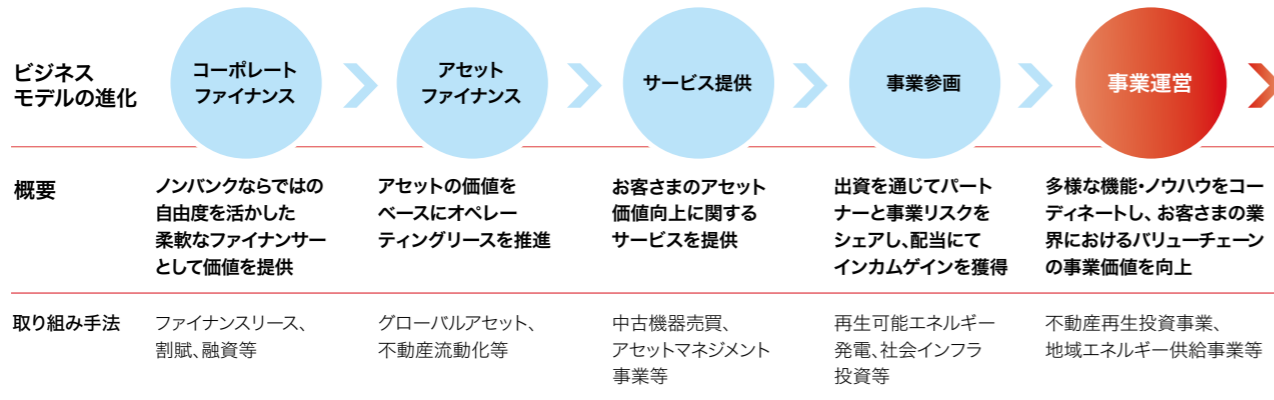 ビジネス
モデルの進化
コーポレート
ファイナンス
アセット
ファイナンス
サービス提供
事業参画
事業運営
概要
ノンバンクならではの
自由度を活かした
柔軟なファイナンサー
として価値を提供
アセットの価値を
ベースにオペレー
ティングリースを推進
お客さまのアセット
価値向上に関する
サービスを提供
出資を通じてパート
ナーと事業リスクを
シェアし、配当にて
インカムゲインを獲得
多様な機能・ノウハウをコー
ディネートし、お客さまの業
界におけるバリューチェーン
の事業価値を向上
取り組み手法
ファイナンスリース、
割賦、融資等
グローバルアセット、
不動産流動化等
中古機器売買、
アセットマネジメント
事業等
再生可能エネルギー
発電、社会インフラ
投資等
不動産再生投資事業、
地域エネルギー供給事業等